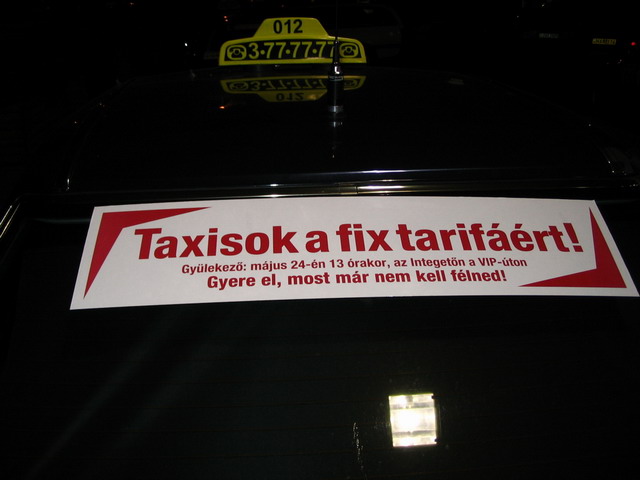 012
3-77-77-77
Taxisok a fix tarifáért!
Gyülekező: május 24-én 13 órakor, az Integetőn a VIP-úton
Gyere el, most már nem kell félned!